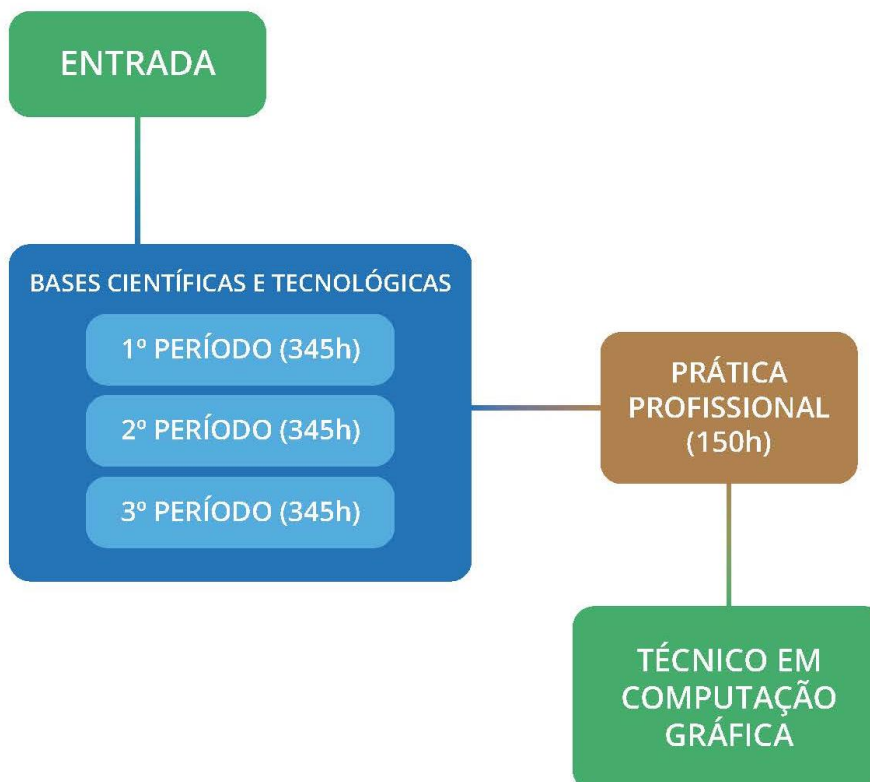 ENTRADA
BASES CIENTÍFICAS E TECNOLÓGICAS
1º PERÍODO (345h)
2º PERÍODO (345h)
3º PERÍODO (345h)
PRÁTICA
PROFISSIONAL
(150h)
TÉCNICO EM
COMPUTAÇÃO
GRÁFICA